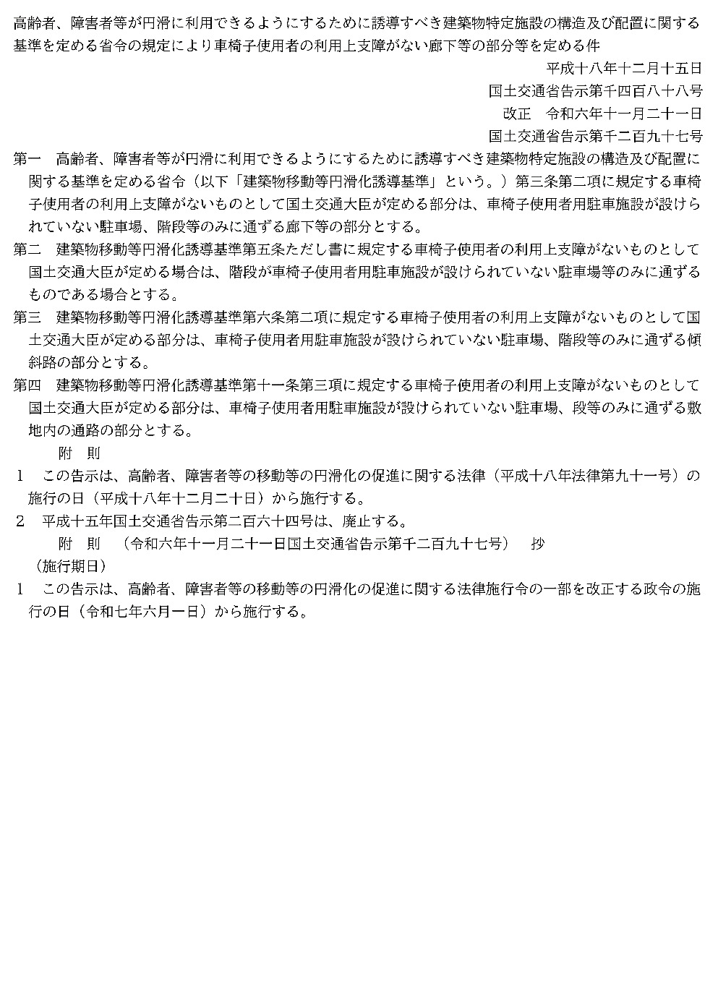 高齢者、障害者等が円滑に利用できるようにするために誘導すべき建築物特定施設の構造及び配置に関する
基準を定める省令の規定により車椅子使用者の利用上支障がない廊下等の部分等を定める件
平成十八年十二月十五日
国土交通省告示第千四百八十八号
改正　令和六年十一月二十一日
国土交通省告示第千二百九十七号
第一　高齢者、障害者等が円滑に利用できるようにするために誘導すべき建築物特定施設の構造及び配置に
関する基準を定める省令（以下「建築物移動等円滑化誘導基準」という。）第三条第二項に規定する車椅
子使用者の利用上支障がないものとして国土交通大臣が定める部分は、車椅子使用者用駐車施設が設けら
れていない駐車場、階段等のみに通ずる廊下等の部分とする。
第二　建築物移動等円滑化誘導基準第五条ただし書に規定する車椅子使用者の利用上支障がないものとして
国土交通大臣が定める場合は、階段が車椅子使用者用駐車施設が設けられていない駐車場等のみに通ずる
ものである場合とする。
第三　建築物移動等円滑化誘導基準第六条第二項に規定する車椅子使用者の利用上支障がないものとして国
土交通大臣が定める部分は、車椅子使用者用駐車施設が設けられていない駐車場、階段等のみに通ずる傾
斜路の部分とする。
第四　建築物移動等円滑化誘導基準第十一条第三項に規定する車椅子使用者の利用上支障がないものとして
国土交通大臣が定める部分は、車椅子使用者用駐車施設が設けられていない駐車場、段等のみに通ずる敷
地内の通路の部分とする。
附　則
１　この告示は、高齢者、障害者等の移動等の円滑化の促進に関する法律（平成十八年法律第九十一号）の
施行の日（平成十八年十二月二十日）から施行する。
２　平成十五年国土交通省告示第二百六十四号は、廃止する。
附　則　（令和六年十一月二十一日国土交通省告示第千二百九十七号）　抄
（施行期日）
１　この告示は、高齢者、障害者等の移動等の円滑化の促進に関する法律施行令の一部を改正する政令の施
行の日（令和七年六月一日）から施行する。